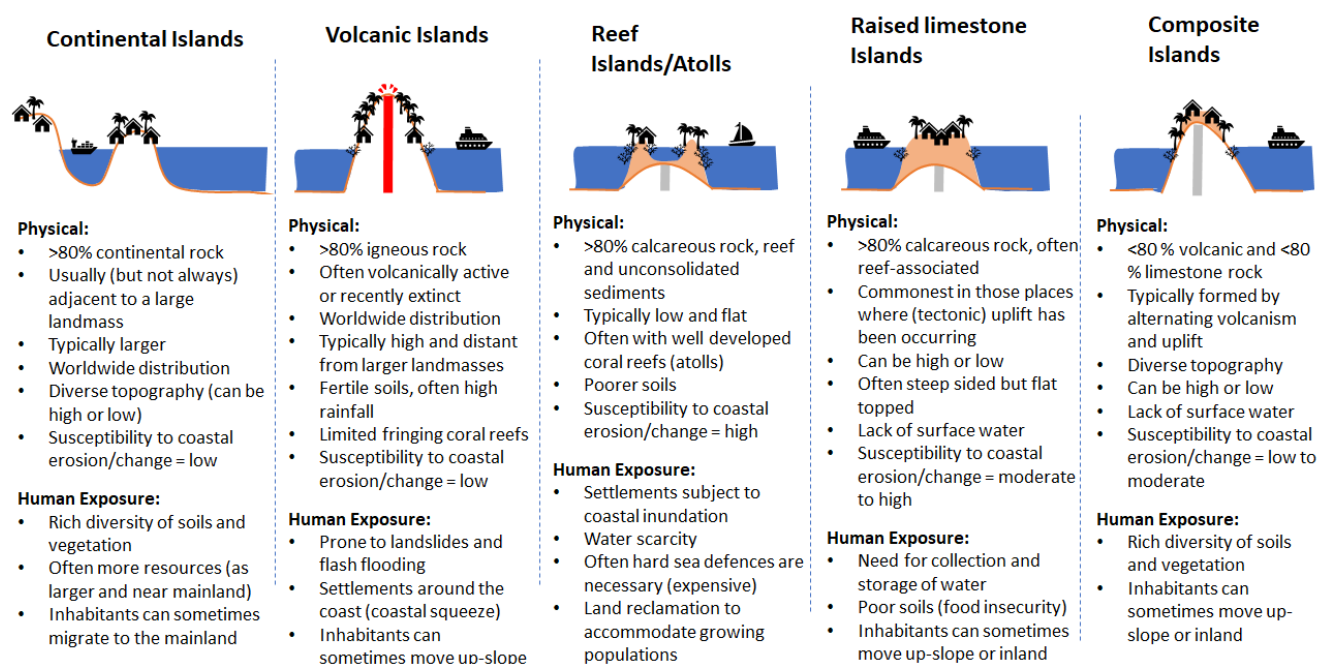 Continental Islands
Physical:
• >80% continental rock
• Usually (but not always)
adjacent to a large
landmass
• Typically larger
• Worldwide distribution
• Diverse topography (can be
high or low)
• Susceptibility to coastal
erosion/change = low
Human Exposure:
• Rich diversity of soils and
vegetation
• Often more resources (as
larger and near mainland)
• Inhabitants can sometimes
migrate to the mainland
Volcanic Islands
Physical:
• >80% igneous rock
• Often volcanically active
or recently extinct
• Worldwide distribution
• Typically high and distant
from larger landmasses
• Fertile soils, often high
rainfall
• Limited fringing coral reefs
• Susceptibility to coastal
erosion/change = low
Human Exposure:
• Prone to landslides and
flash flooding
• Settlements around the
coast (coastal squeeze)
• Inhabitants can
sometimes move up-slope
Reef
Islands/Atolls
Physical:
• >80% calcareous rock, reef
and unconsolidated
sediments
• Typically low and flat
• Often with well developed
coral reefs (atolls)
• Poorer soils
• Susceptibility to coastal
erosion/change = high
Human Exposure:
• Settlements subject to
coastal inundation
• Water scarcity
• Often hard sea defences are
necessary (expensive)
• Land reclamation to
accommodate growing
populations
Raised limestone
Islands
Physical:
• >80% calcareous rock, often
reef-associated
• Commonest in those places
where (tectonic) uplift has
been occurring
• Can be high or low
• Often steep sided but flat
topped
• Lack of surface water
• Susceptibility to coastal
erosion/change = moderate
to high
Human Exposure:
• Need for collection and
storage of water
• Poor soils (food insecurity)
• Inhabitants can sometimes
move up-slope or inland
Composite
Islands
Physical:
• <80 % volcanic and <80
% limestone rock
• Typically formed by
alternating volcanism
and uplift
• Diverse topography
• Can be high or low
• Lack of surface water
• Susceptibility to coastal
erosion/change = low to
moderate
Human Exposure:
• Rich diversity of soils
and vegetation
• Inhabitants can
sometimes move up-
slope or inland